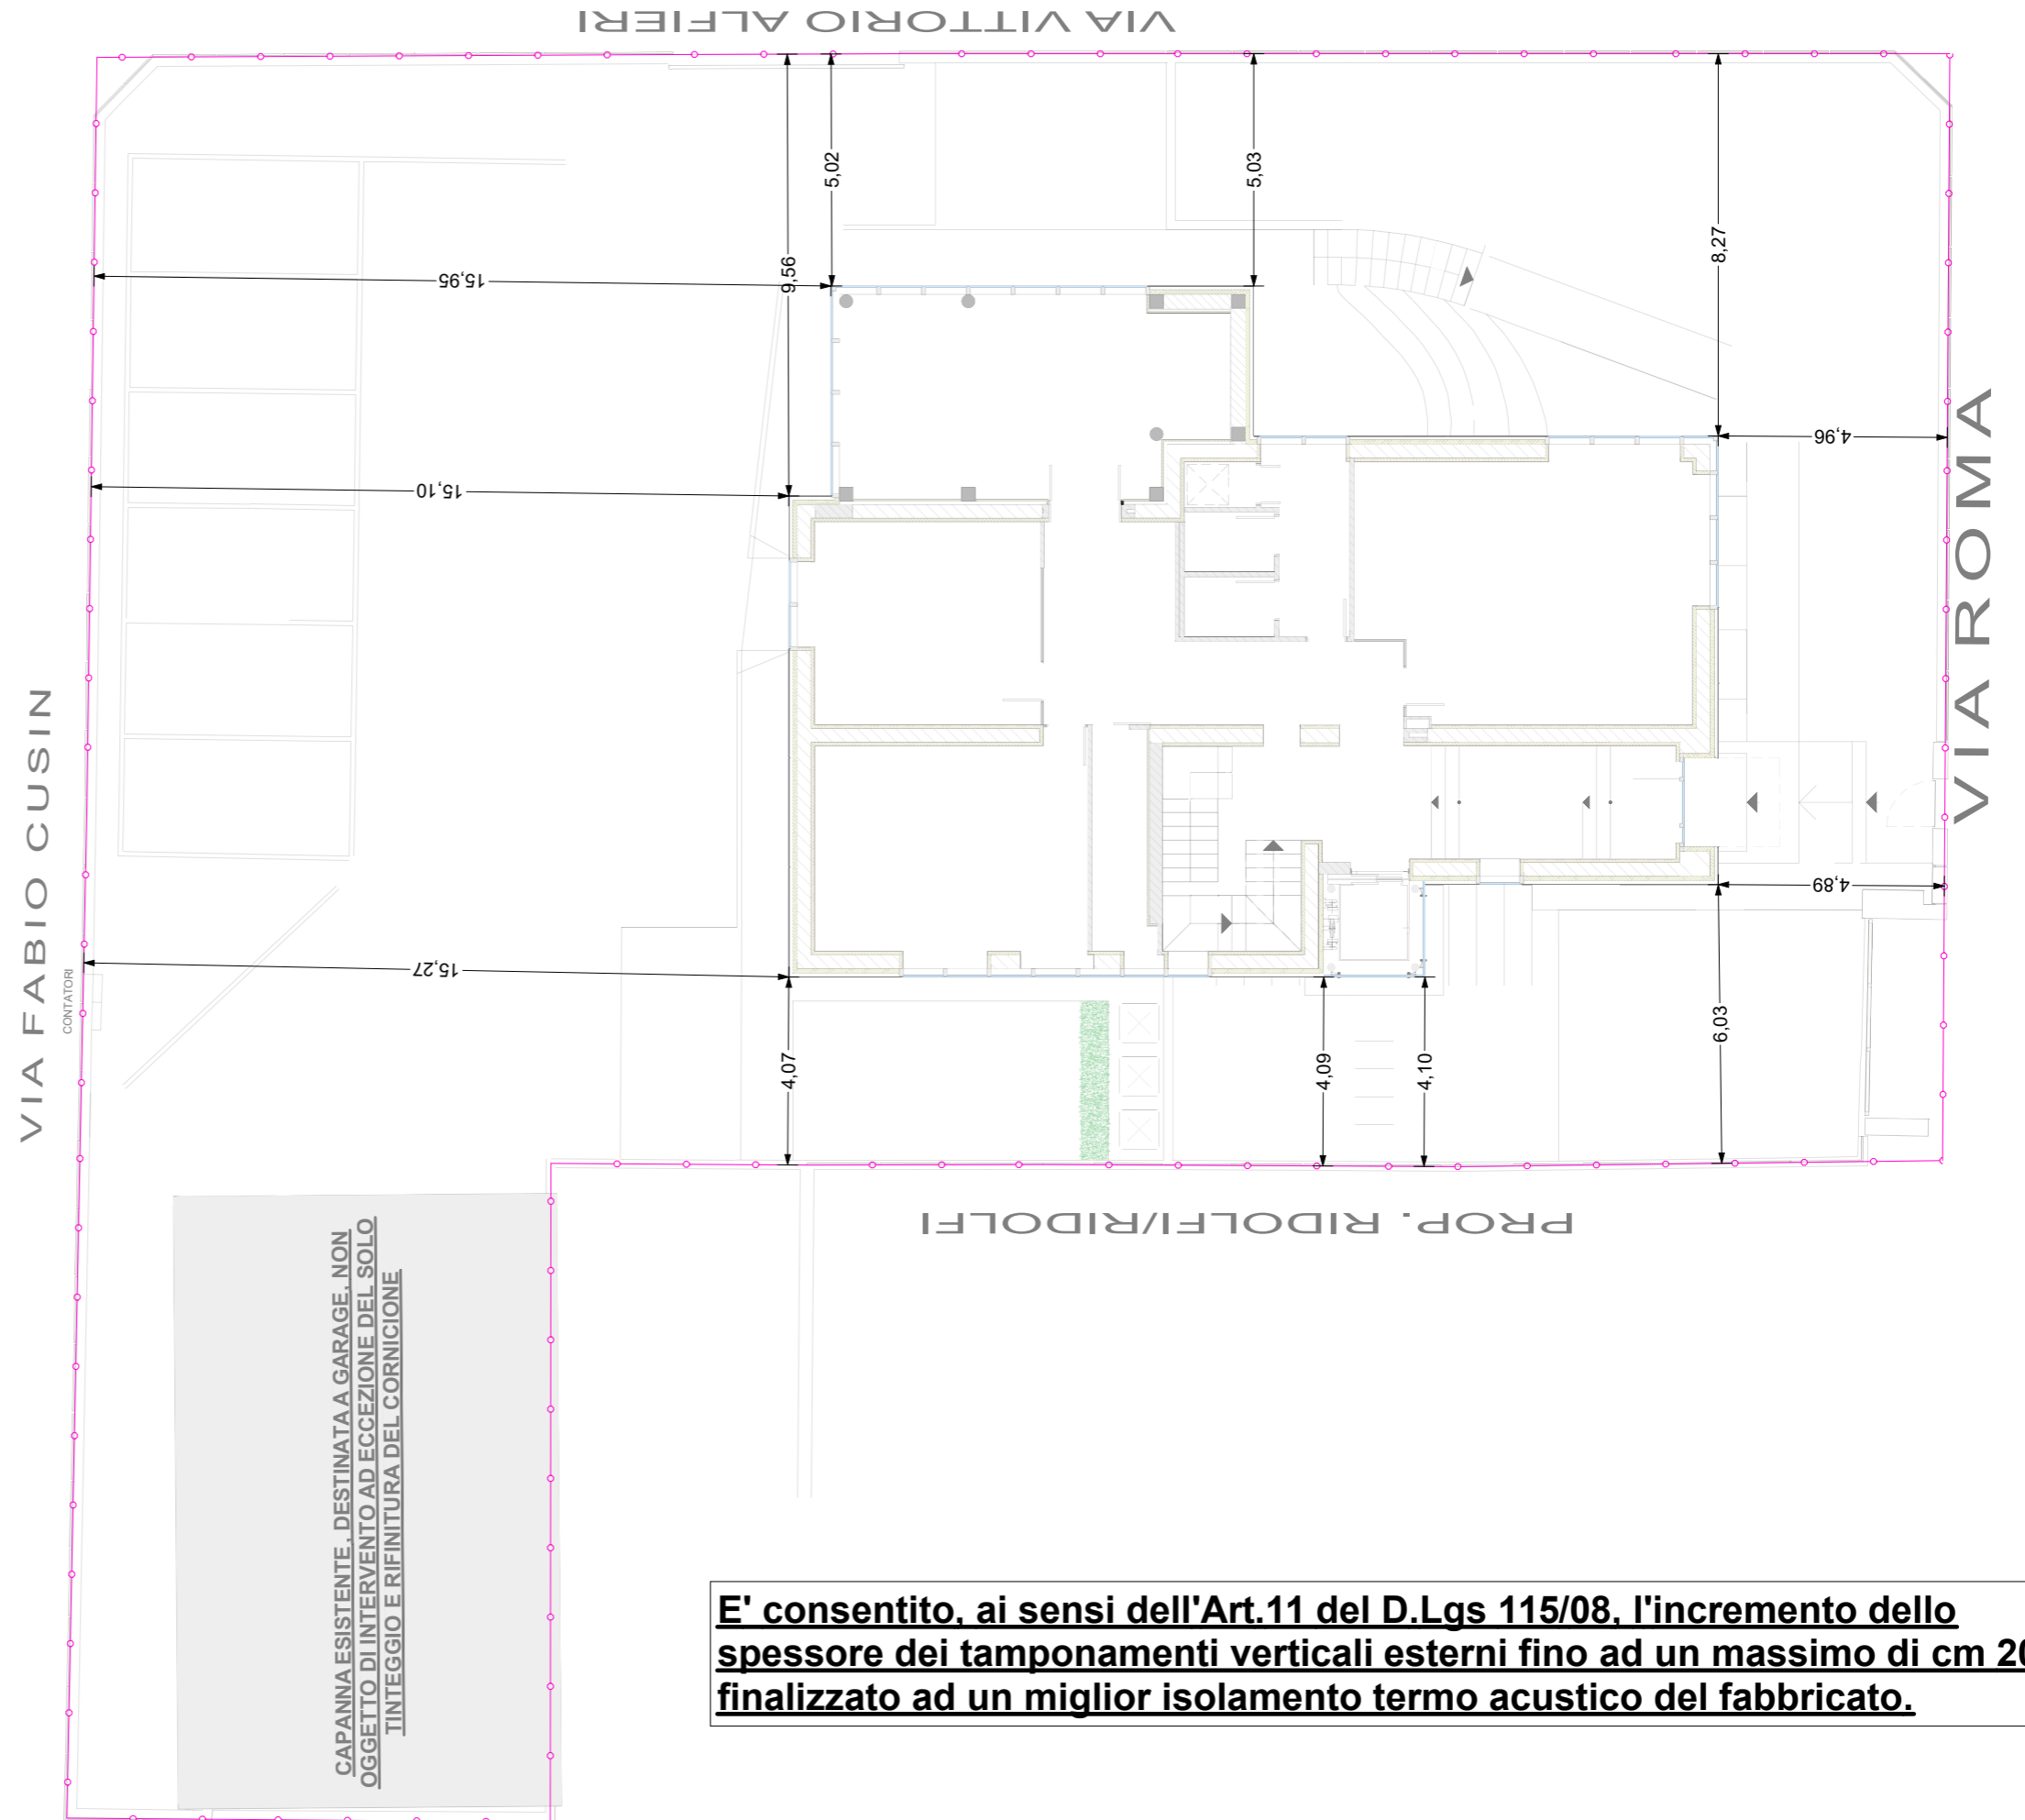 VIA VITTORIO ALFIERI
5,02
5,03
8,27
9,56
15,95
4,96
15,10
VIA ROMA
VIA FABIO CUSIN
4,89
CONTATORI
15,27
4,07
4,09
4,10
6,03
PROP. RIDOLFI/RIDOLFI
CAPANNA ESISTENTE, DESTINATA A GARAGE, NON
OGGETTO DI INTERVENTO AD ECCEZIONE DEL SOLO
TINTEGGIO E RIFINITURA DEL CORNICIONE
E' consentito, ai sensi dell'Art.11 del D.Lgs 115/08, l'incremento dello
spessore dei tamponamenti verticali esterni fino ad un massimo di cm 20
finalizzato ad un miglior isolamento termo acustico del fabbricato.